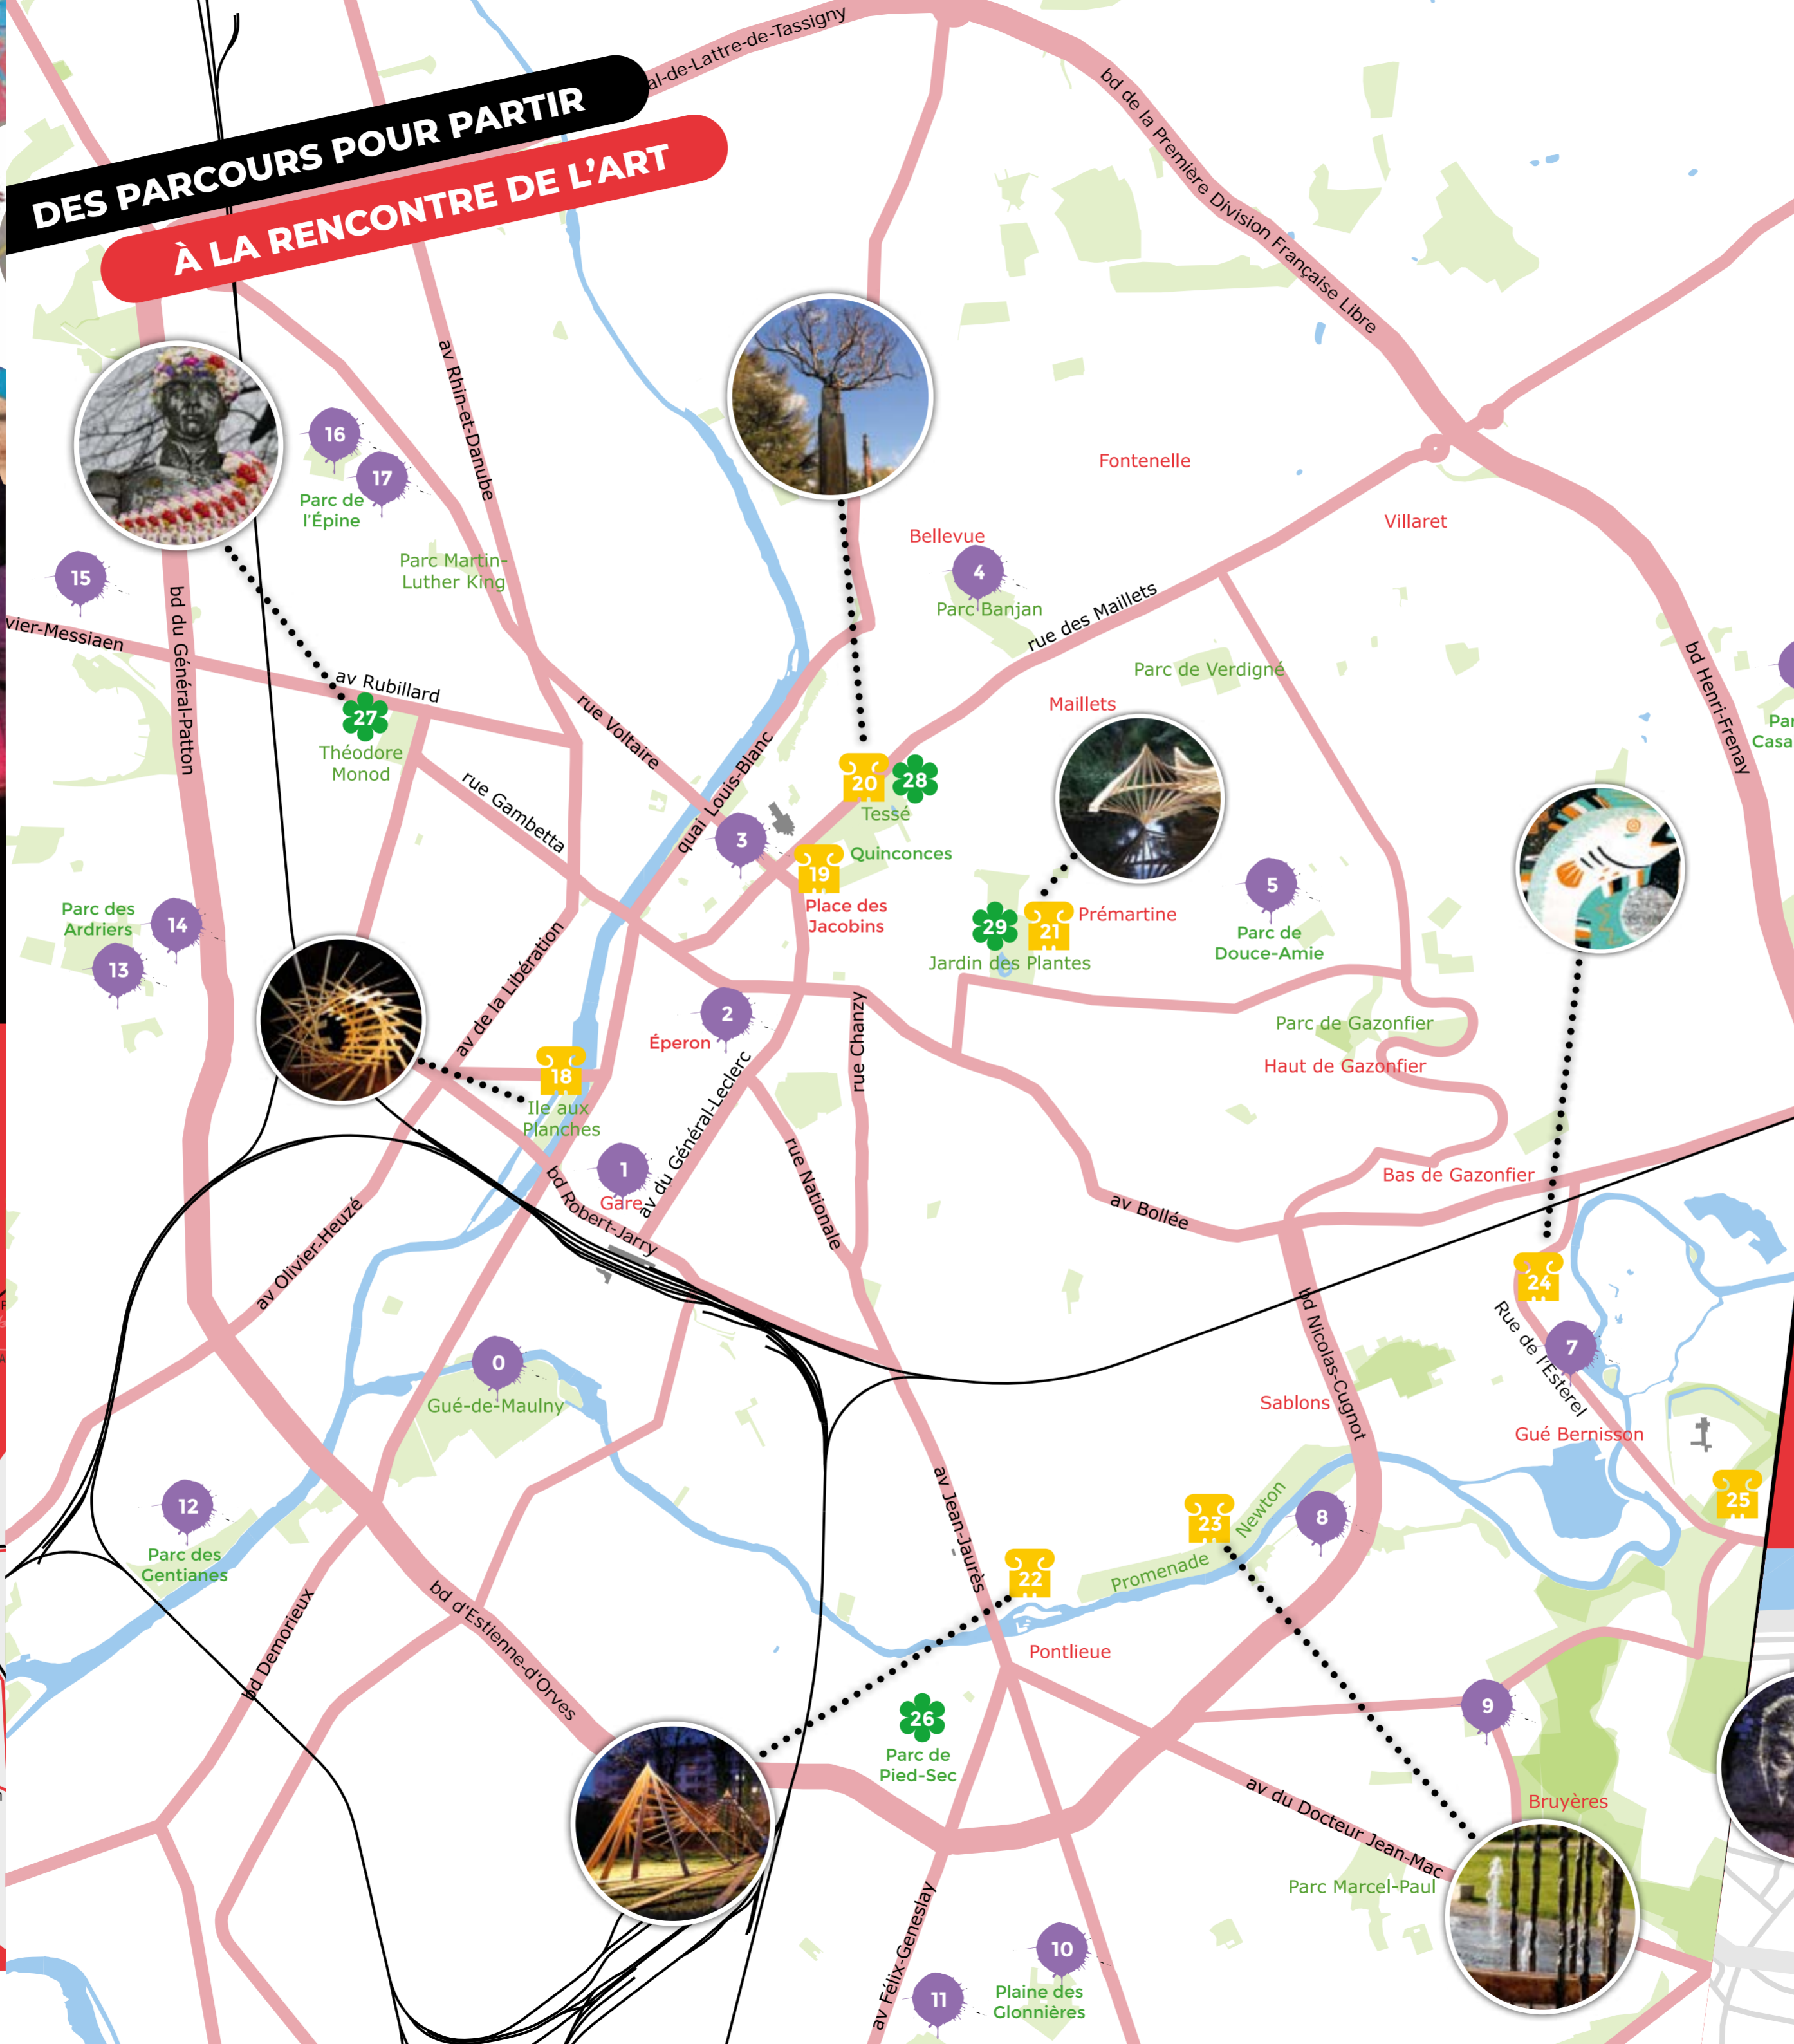 al-de-Lattre-de-Tassigny
DES PARCOURS POUR PARTIR
À LA RENCONTRE DE L'ART
bd de la Première Division Française Libre
av Rhin-et-Danube
16
17
Parc de
l'Épine
Fontenelle
Villaret
Bellevue
4
Parc Banjan
Parc Martin-
Luther King
15
vier-Messiaen
bd du Général-Patton
rue des Maillets
Parc de Verdigné
bd Henri-Frenay
Par
Casa
av Rubillard
27
Théodore
Monod
rue Voltaire
Maillets
quai Louis-Blanc
20
28
Tessé
rue Gambetta
3
Quinconces
19
Place des
Jacobins
5
Parc de
Douce-Amie
29
21
Prémartine
Jardin des Plantes
Parc des
Ardriers
14
13
av de la Libération
2
Éperon
rue Chanzy
Parc de Gazonfier
Haut de Gazonfier
18
Ile aux
Planches
av du Général-Leclerc
1
Gare
bd Robert-Jarry
rue Nationale
Bas de Gazonfier
av Bollée
av Olivier-Heuzé
24
Rue de l'Esterel
7
bd Nicolas-Cugnot
0
Gué-de-Maulny
Sablons
Gué Bernisson
25
12
Parc des
Gentianes
av Jean-Jaurès
23
Newton
8
22
Promenade
bd Demorieux
bd d'Estienne-d'Orves
Pontlieue
26
Parc de
Pied-Sec
9
Bruyères
av du Docteur Jean-Mac
Parc Marcel-Paul
av Félix-Geneslay
10
11
Plaine des
Glonnières